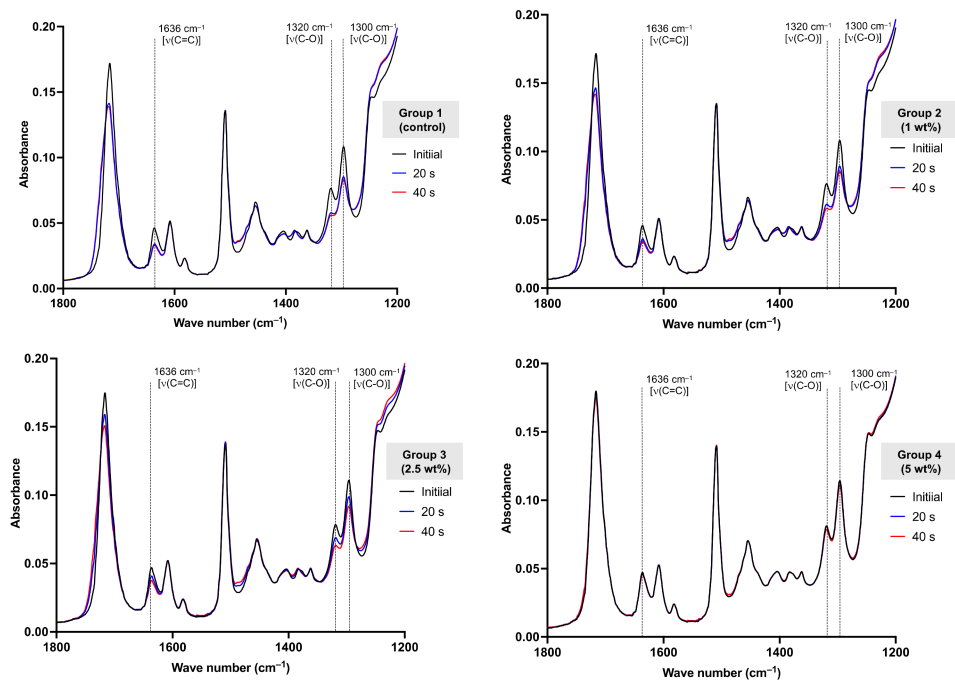 0.20
0.15
0.10
0.05
0.00
Absorbance
1800
1600
1400
1200
Wave number (cm⁻¹)
1636 cm⁻¹
[ν(C=C)]
1320 cm⁻¹
[ν(C-O)]
1300 cm⁻¹
[ν(C-O)]
Group 1
(control)
Initiial
20 s
40 s
0.20
0.15
0.10
0.05
0.00
Absorbance
1800
1600
1400
1200
Wave number (cm⁻¹)
1636 cm⁻¹
[ν(C=C)]
1320 cm⁻¹
[ν(C-O)]
1300 cm⁻¹
[ν(C-O)]
Group 2
(1 wt%)
Initiial
20 s
40 s
0.20
0.15
0.10
0.05
0.00
Absorbance
1800
1600
1400
1200
Wave number (cm⁻¹)
1636 cm⁻¹
[ν(C=C)]
1320 cm⁻¹
[ν(C-O)]
1300 cm⁻¹
[ν(C-O)]
Group 3
(2.5 wt%)
Initiial
20 s
40 s
0.20
0.15
0.10
0.05
0.00
Absorbance
1800
1600
1400
1200
Wave number (cm⁻¹)
1636 cm⁻¹
[ν(C=C)]
1320 cm⁻¹
[ν(C-O)]
1300 cm⁻¹
[ν(C-O)]
Group 4
(5 wt%)
Initiial
20 s
40 s